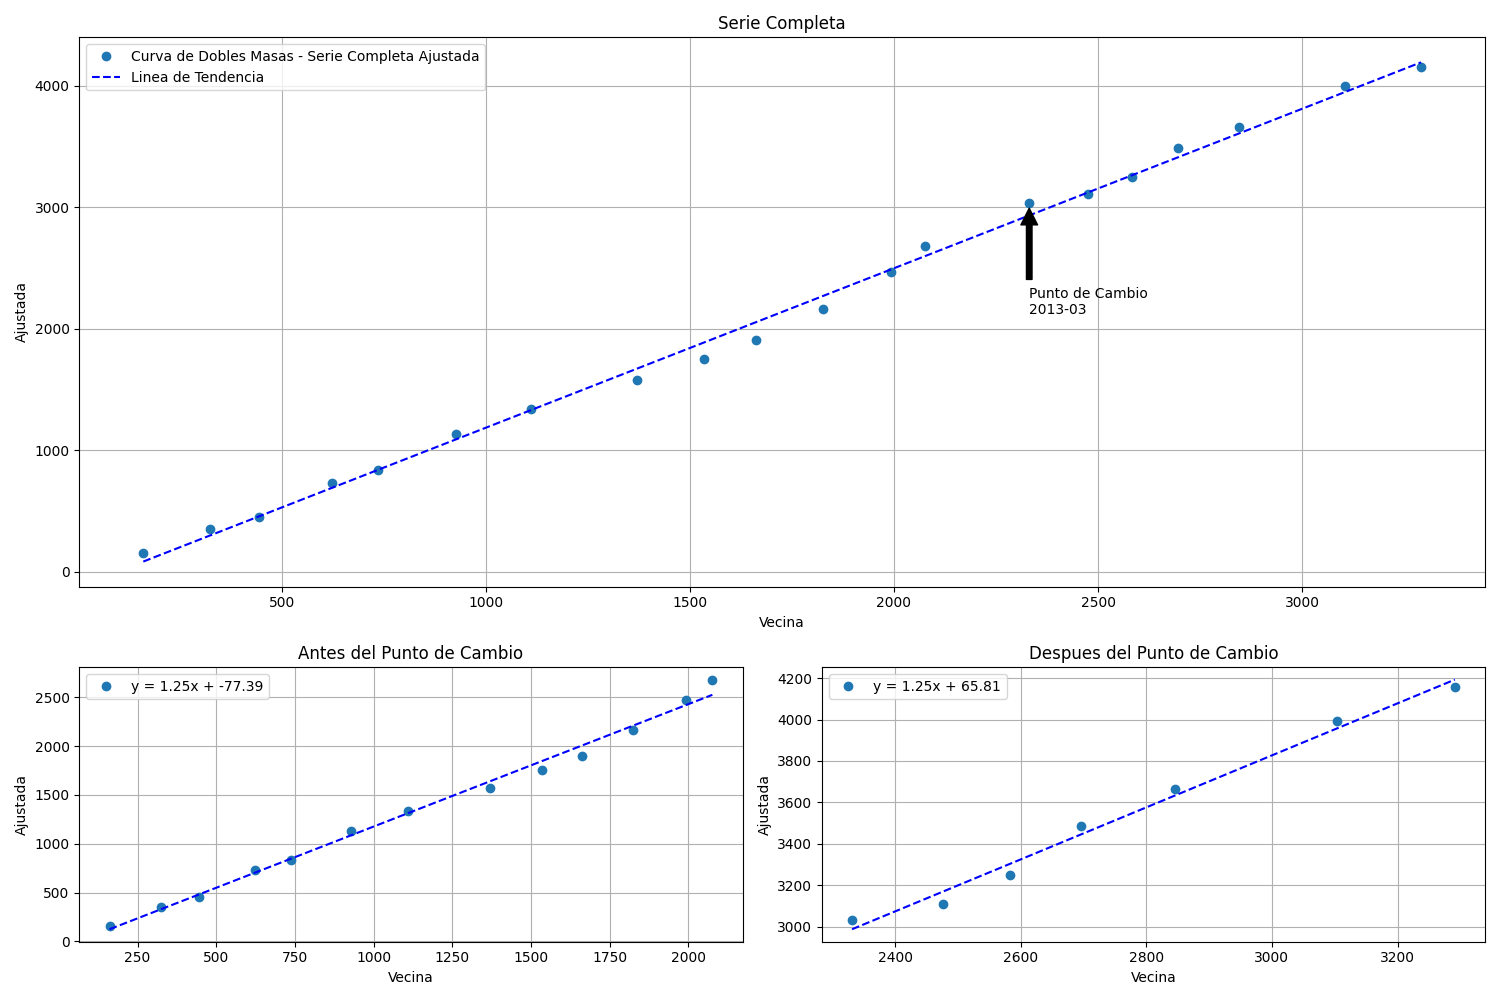 Serie Completa
Curva de Dobles Masas - Serie Completa Ajustada
Linea de Tendencia
Ajustada
4000
3000
2000
1000
0
Punto de Cambio
2013-03
500
1000
1500
2000
2500
3000
Vecina
Antes del Punto de Cambio
y = 1.25x + -77.39
Ajustada
2500
2000
1500
1000
500
0
250
500
750
1000
1250
1500
1750
2000
Vecina
Despues del Punto de Cambio
y = 1.25x + 65.81
Ajustada
4200
4000
3800
3600
3400
3200
3000
2400
2600
2800
3000
3200
Vecina